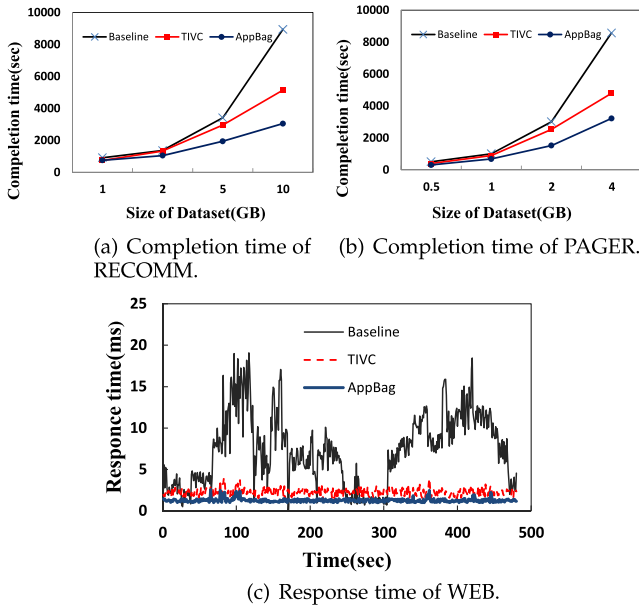 10000
8000
6000
4000
2000
0
Compeletion time(sec)
Baseline TIVC AppBag
1 2 5 10
Size of Dataset(GB)
(a) Completion time of
RECOMM.
10000
8000
6000
4000
2000
0
Compeletion time(sec)
Baseline TIVC AppBag
0.5 1 2 4
Size of Dataset(GB)
(b) Completion time of PAGER.
25
20
15
10
5
0
Responce time(ms)
Baseline
TIVC
AppBag
0 100 200 300 400 500
Time(sec)
(c) Response time of WEB.